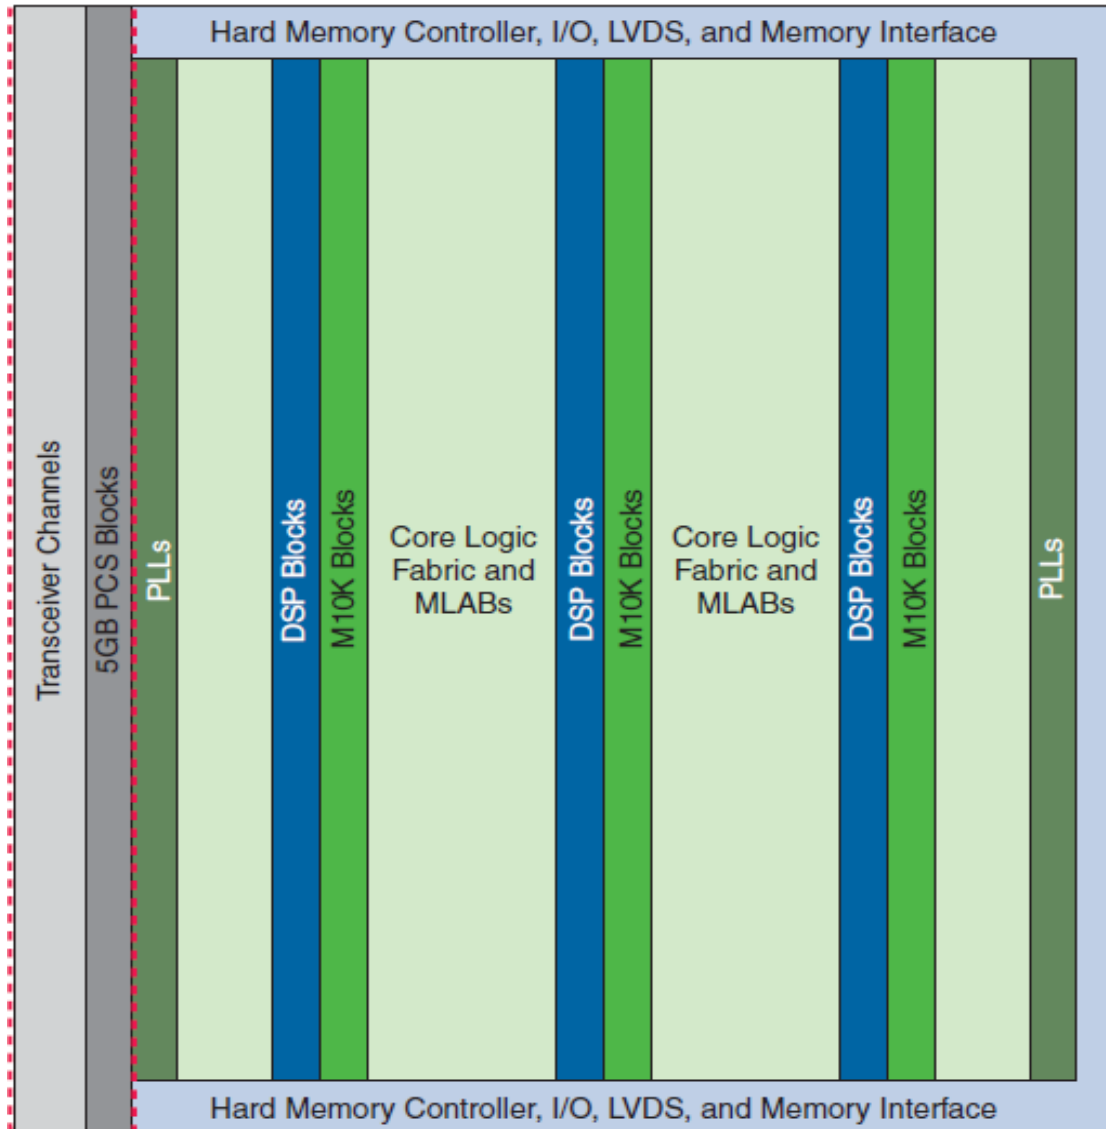 Hard Memory Controller, I/O, LVDS, and Memory Interface
Transceiver Channels
5GB PCS Blocks
PLLs
DSP Blocks
M10K Blocks
Core Logic
Fabric and
MLABs
DSP Blocks
M10K Blocks
Core Logic
Fabric and
MLABs
DSP Blocks
M10K Blocks
PLLs
Hard Memory Controller, I/O, LVDS, and Memory Interface